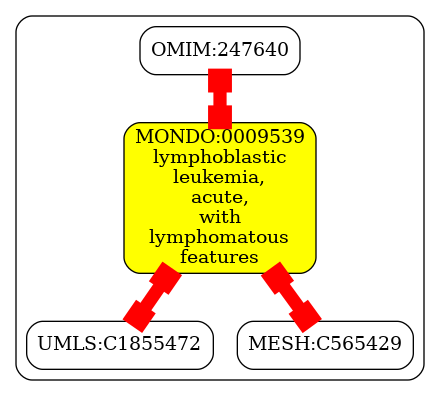 OMIM:247640
MONDO:0009539
lymphoblastic
leukemia,
acute,
with
lymphomatous
features
UMLS:C1855472
MESH:C565429